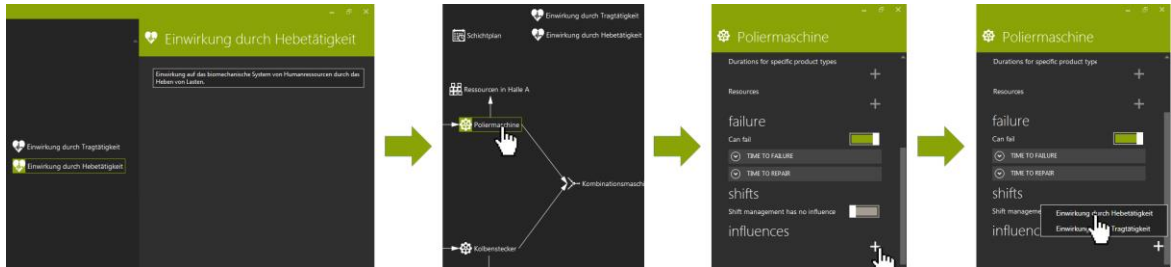 Einwirkung durch Hebetätigkeit
Einwirkung auf das biomechanische System von Humanressourcen durch das
Heben von Lasten.
Einwirkung durch Tragtätigkeit
Einwirkung durch Hebetätigkeit
Einwirkung durch Tragtätigkeit
Schichtplan
Einwirkung durch Hebetätigkeit
Ressourcen in Halle A
Poliermaschine
Kombinationsmasch
Kolbenstecker
Poliermaschine
Durations for specific product types
Resources
failure
Can fail
TIME TO FAILURE
TIME TO REPAIR
shifts
Shift management has no influence
influences
Poliermaschine
Durations for specific product type
Resources
failure
Can fail
TIME TO FAILURE
TIME TO REPAIR
shifts
Shift manageme
Einwirkung durch Hebetätigkeit
influenc
Tragtätigkeit